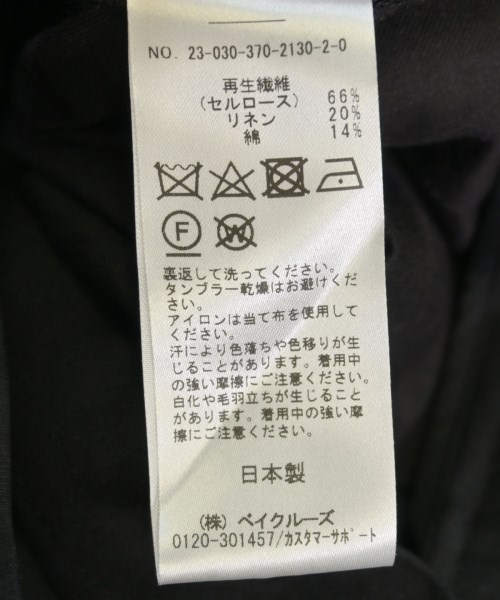 NO. 23-030-370-2130-2-0
再生繊維
(セルロース) 66%
リネン 20%
綿 14%
F W
裏返して洗ってください。
タンブラー乾燥はお避けくだ
さい。
アイロンは当て布を使用して
ください。
汗により色落ちや色移りが生
じることがあります。着用中
の強い摩擦にご注意ください。
白化や毛羽立ちが生じること
があります。着用中の強い摩
擦にご注意ください。
日本製
(株) ベイクルーズ
0120-301457/カスタマーサポート